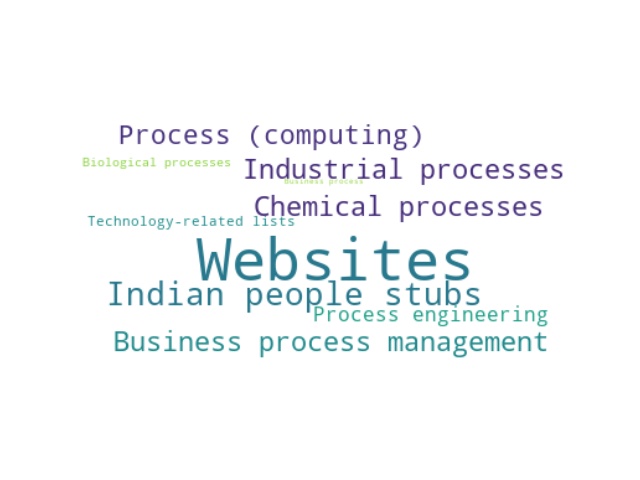 Process (computing)
Biological processes
Industrial processes
Business process
Chemical processes
Technology-related lists
Websites
Indian people stubs
Process engineering
Business process management